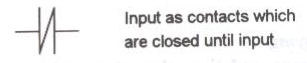 Input as contacts which
are closed until input